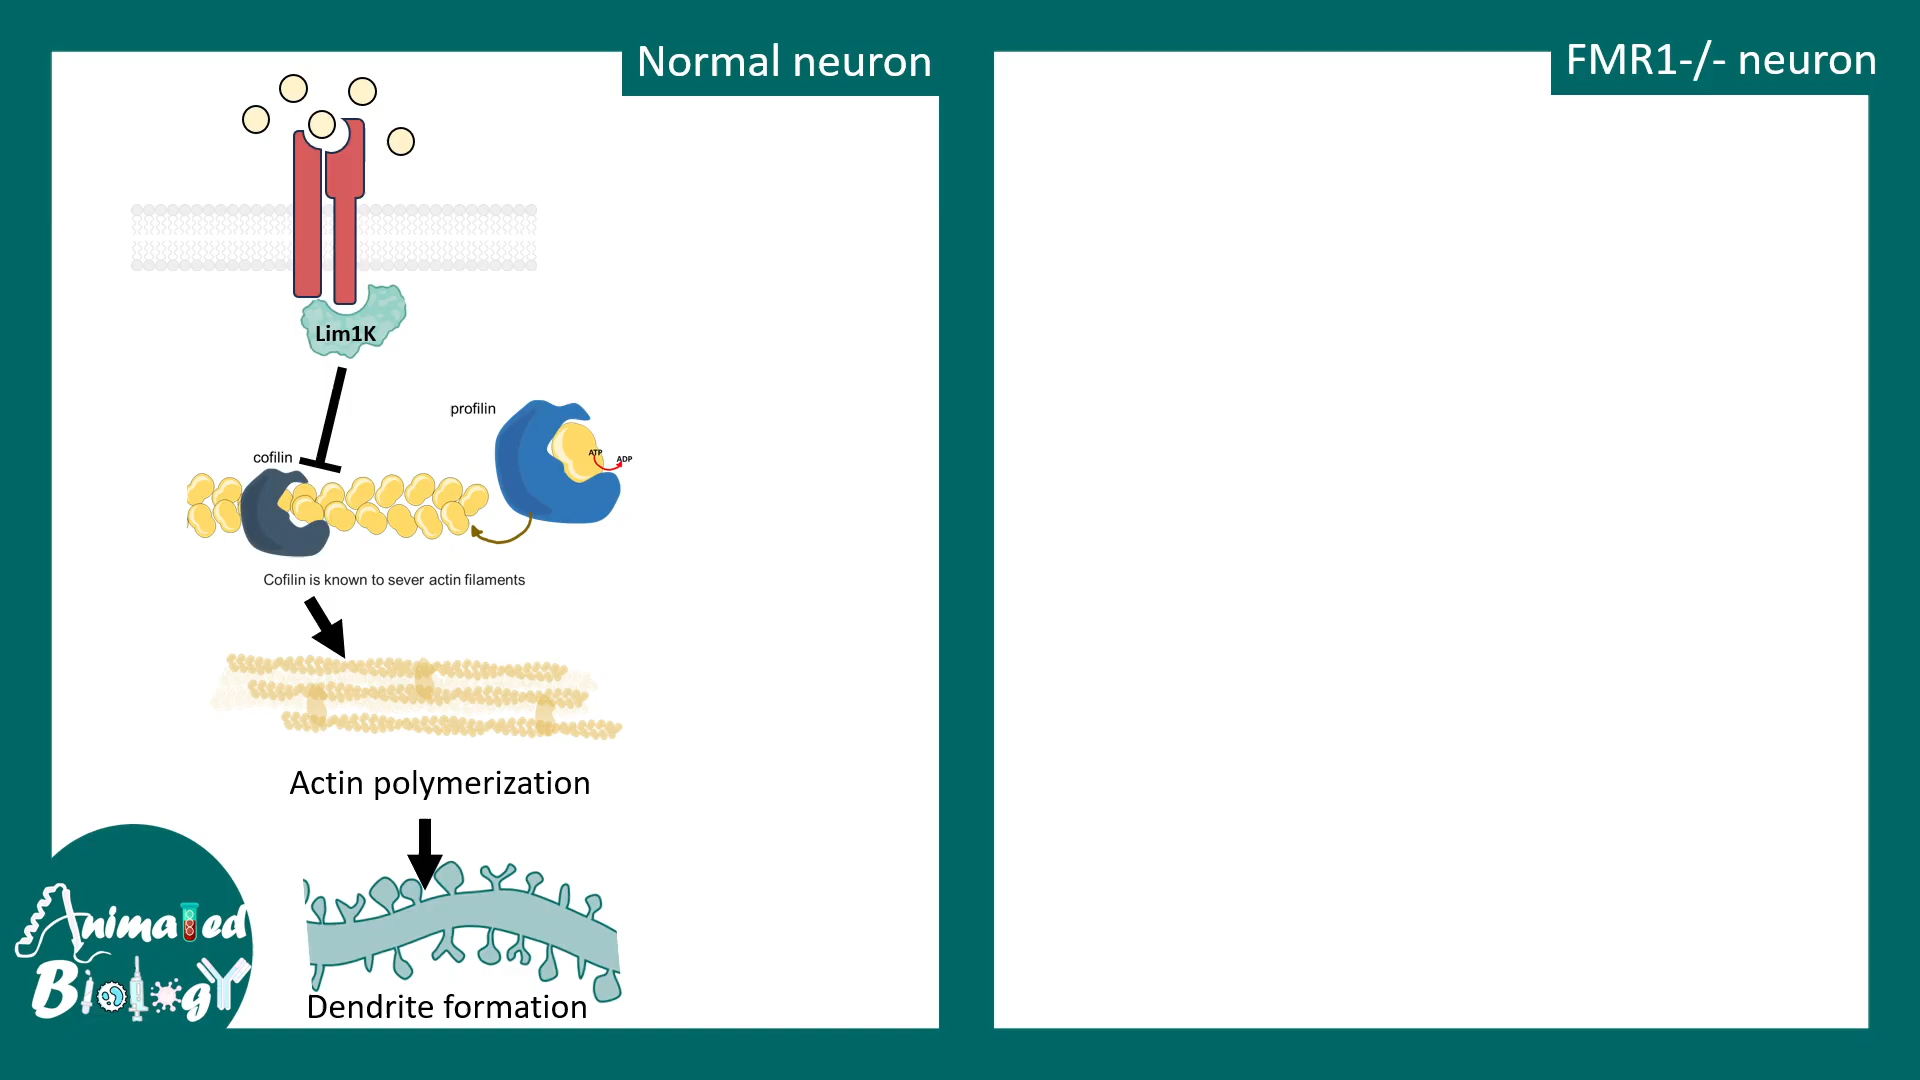 Normal neuron
FMR1-/- neuron
Lim1K
profilin
ATP
ADP
cofilin
Cofilin is known to sever actin filaments
Actin polymerization
Dendrite formation
Animated
Biology